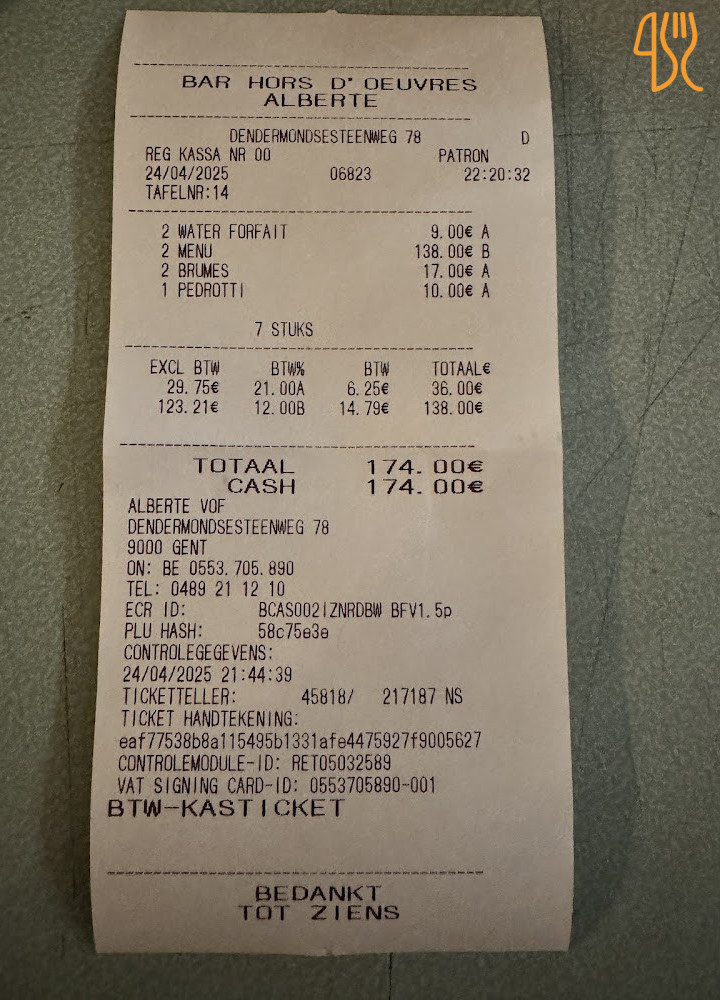 BAR HORS D'OEUVRES
ALBERTE
DENDERMONDSESTEENWEG 78 D
REG KASSA NR 00 PATRON
24/04/2025 06823 22:20:32
TAFELNR:14
2 WATER FORFAIT 9.00€ A
2 MENU 138.00€ B
2 BRUMES 17.00€ A
1 PEDROTTI 10.00€ A
7 STUKS
EXCL BTW BTW% BTW TOTAAL€
29.75€ 21.00A 6.25€ 36.00€
123.21€ 12.00B 14.79€ 138.00€
TOTAAL 174.00€
CASH 174.00€
ALBERTE VOF
DENDERMONDSESTEENWEG 78
9000 GENT
ON: BE 0553.705.890
TEL: 0489 21 12 10
ECR ID: BCAS002IZNRDBW BFV1.5p
PLU HASH: 58c75e3e
CONTROLEGEGEVENS:
24/04/2025 21:44:39
TICKETTELLER: 45818/ 217187 NS
TICKET HANDTEKENING:
eaf77538b8a115495b1331afe4475927f9005627
CONTROLEMODULE-ID: RET05032589
VAT SIGNING CARD-ID: 0553705890-001
BTW-KASTICKET
BEDANKT
TOT ZIENS